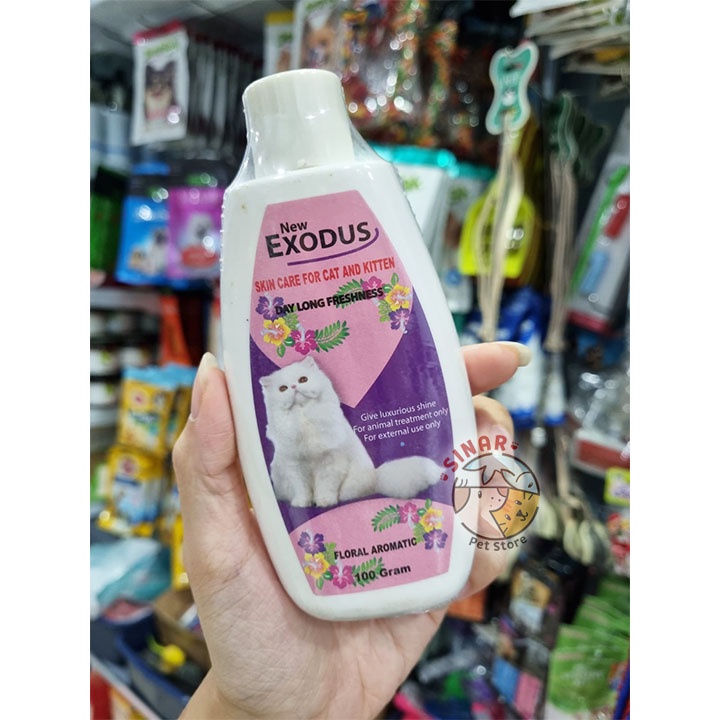 New
EXODUS
SKIN CARE FOR CAT AND KITTEN
DAY LONG FRESHNESS
Give luxurious shine
For animal treatment only
For external use only
SINAR
Pet Store
FLORAL AROMATIC
100 Gram